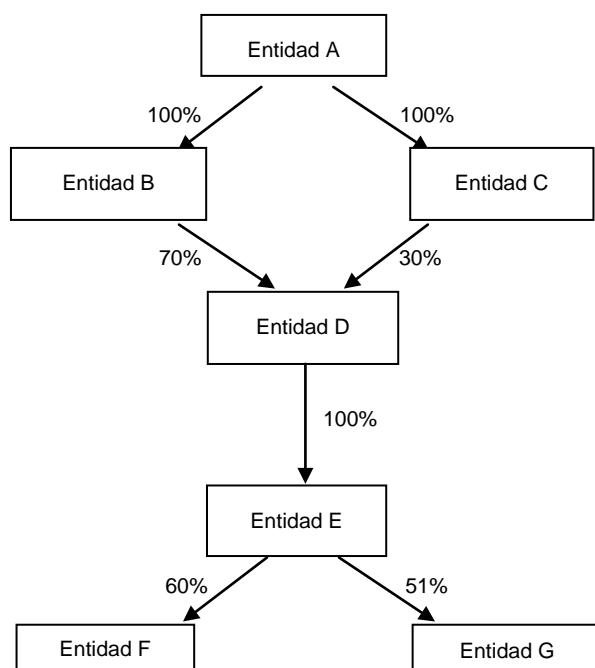 Entidad A
100% 100%
Entidad B Entidad C
70% 30%
Entidad D
100%
Entidad E
60% 51%
Entidad F Entidad G